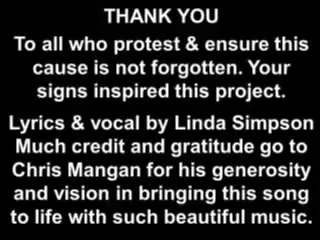 THANK YOU
To all who protest & ensure this
cause is not forgotten. Your
signs inspired this project.
Lyrics & vocal by Linda Simpson
Much credit and gratitude go to
Chris Mangan for his generosity
and vision in bringing this song
to life with such beautiful music.